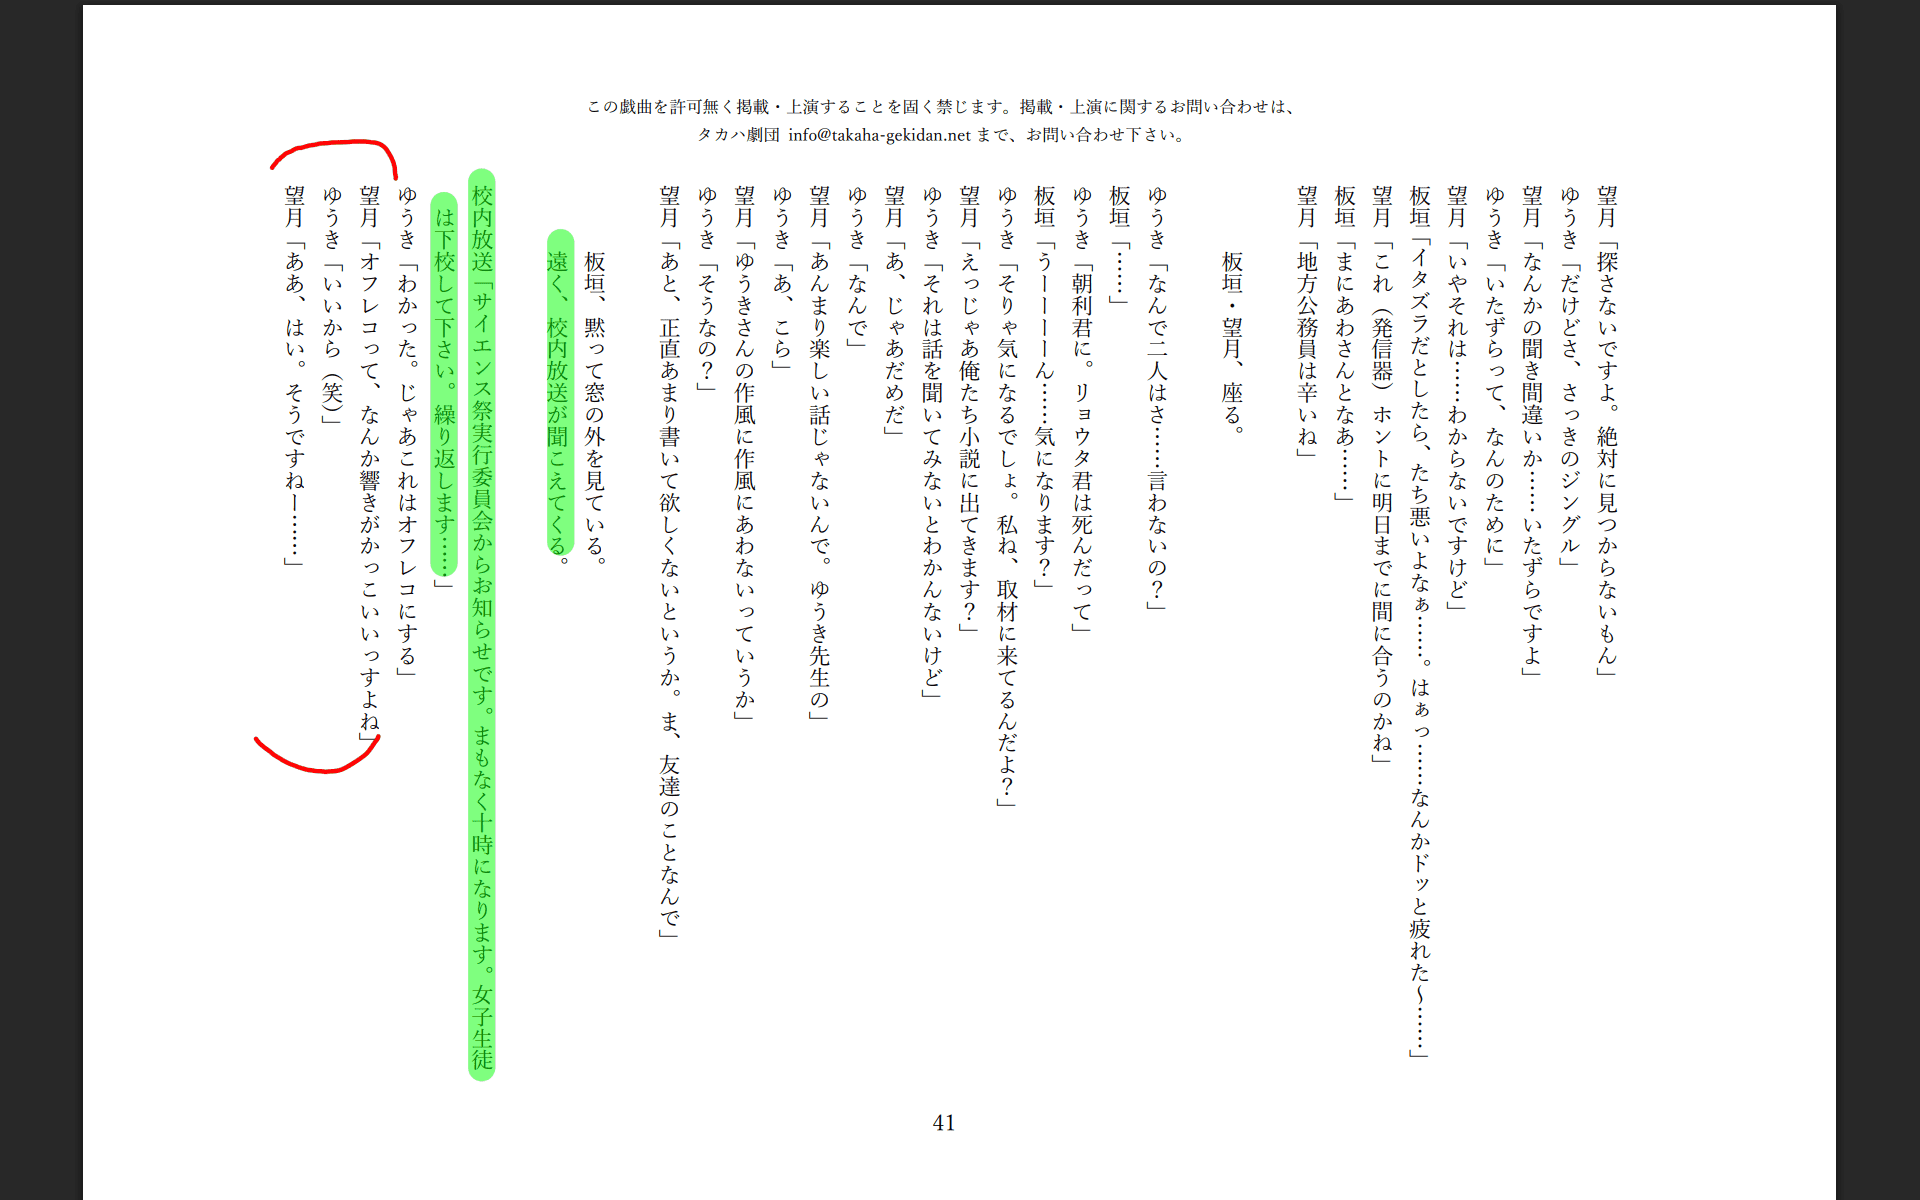 この戯曲を許可無く掲載・上演することを固く禁じます。掲載・上演に関するお問い合わせは、
タカハ劇団 info@takaha-gekidan.net まで、お問い合わせ下さい。
望月「探さないですよ。絶対に見つからないもん」
ゆうき「だけどさ、さっきのジングル」
望月「なんかの聞き間違いか……いたずらですよ」
ゆうき「いたずらって、なんのために」
望月「いやそれは……わからないですけど」
板垣「イタズラだとしたら、たち悪いよなぁ……。はぁっ……なんかドッと疲れた～……」
望月「これ（発信器）ホントに明日までに間に合うのかね」
板垣「まにあわさんとなあ……」
望月「地方公務員は辛いね」
板垣・望月、座る。
ゆうき「なんで二人はさ……言わないの？」
板垣「……」
ゆうき「朝利君に。リョウタ君は死んだって」
板垣「うーーーーん……気になります？」
ゆうき「そりゃ気になるでしょ。私ね、取材に来てるんだよ？」
望月「えっじゃあ俺たち小説に出てきます？」
ゆうき「それは話を聞いてみないとわかんないけど」
望月「あ、じゃあだめだ」
ゆうき「なんで」
望月「あんまり楽しい話じゃないんで。ゆうき先生の」
ゆうき「あ、こら」
望月「ゆうきさんの作風に作風にあわないっていうか」
ゆうき「そうなの？」
望月「あと、正直あまり書いて欲しくないというか。ま、友達のことなんで」
板垣、黙って窓の外を見ている。
遠く、校内放送が聞こえてくる。
校内放送「サイエンス祭実行委員会からお知らせです。まもなく十時になります。女子生徒
は下校して下さい。繰り返します……」
ゆうき「わかった。じゃあこれはオフレコにする」
望月「オフレコって、なんか響きがかっこいいっすよね」
ゆうき「いいから（笑）」
望月「ああ、はい。そうですねー……」
41